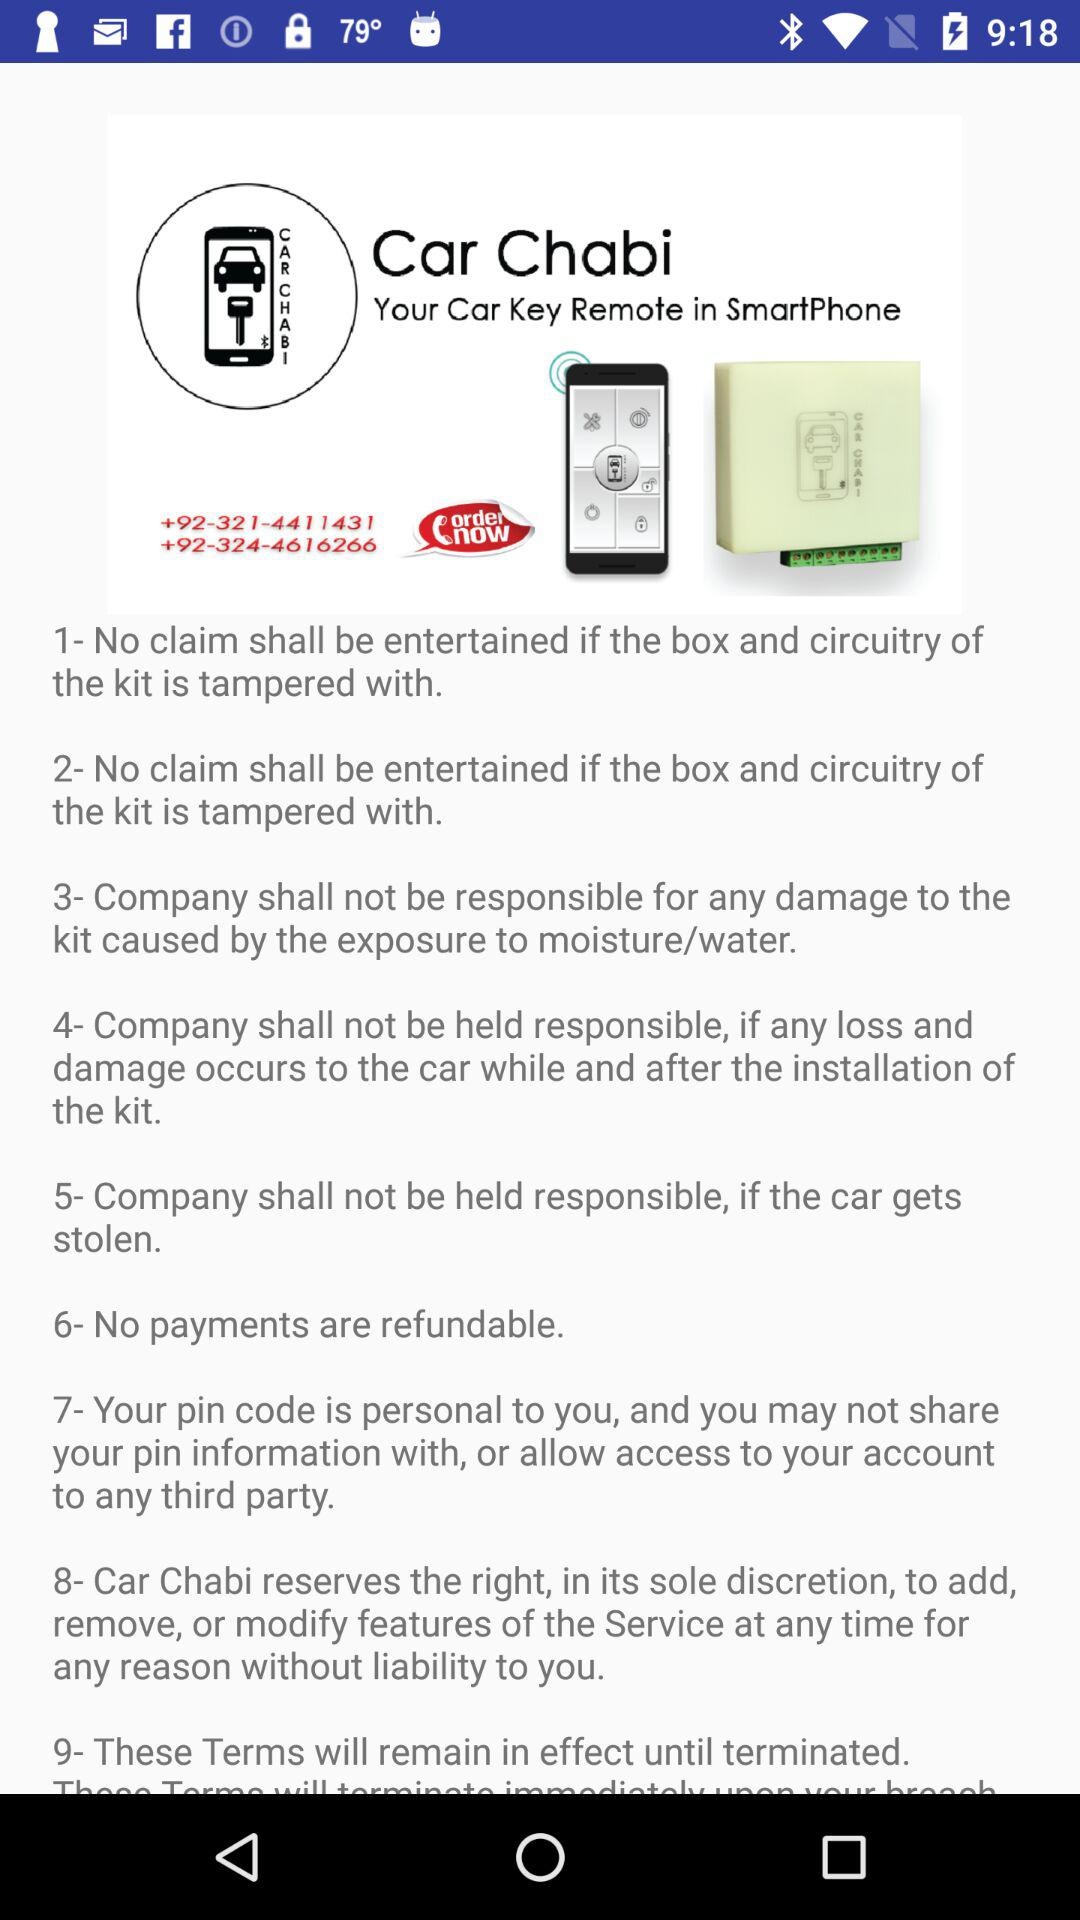 79° 9:18
CAR CHABI
Car Chabi
Your Car Key Remote in SmartPhone
CAR CHABI
+92-321-4411431
+92-324-4616266
order
now
1- No claim shall be entertained if the box and circuitry of
the kit is tampered with.
2- No claim shall be entertained if the box and circuitry of
the kit is tampered with.
3- Company shall not be responsible for any damage to the
kit caused by the exposure to moisture/water.
4- Company shall not be held responsible, if any loss and
damage occurs to the car while and after the installation of
the kit.
5- Company shall not be held responsible, if the car gets
stolen.
6- No payments are refundable.
7- Your pin code is personal to you, and you may not share
your pin information with, or allow access to your account
to any third party.
8- Car Chabi reserves the right, in its sole discretion, to add,
remove, or modify features of the Service at any time for
any reason without liability to you.
9- These Terms will remain in effect until terminated.
These Terms will terminate immediately upon your breach